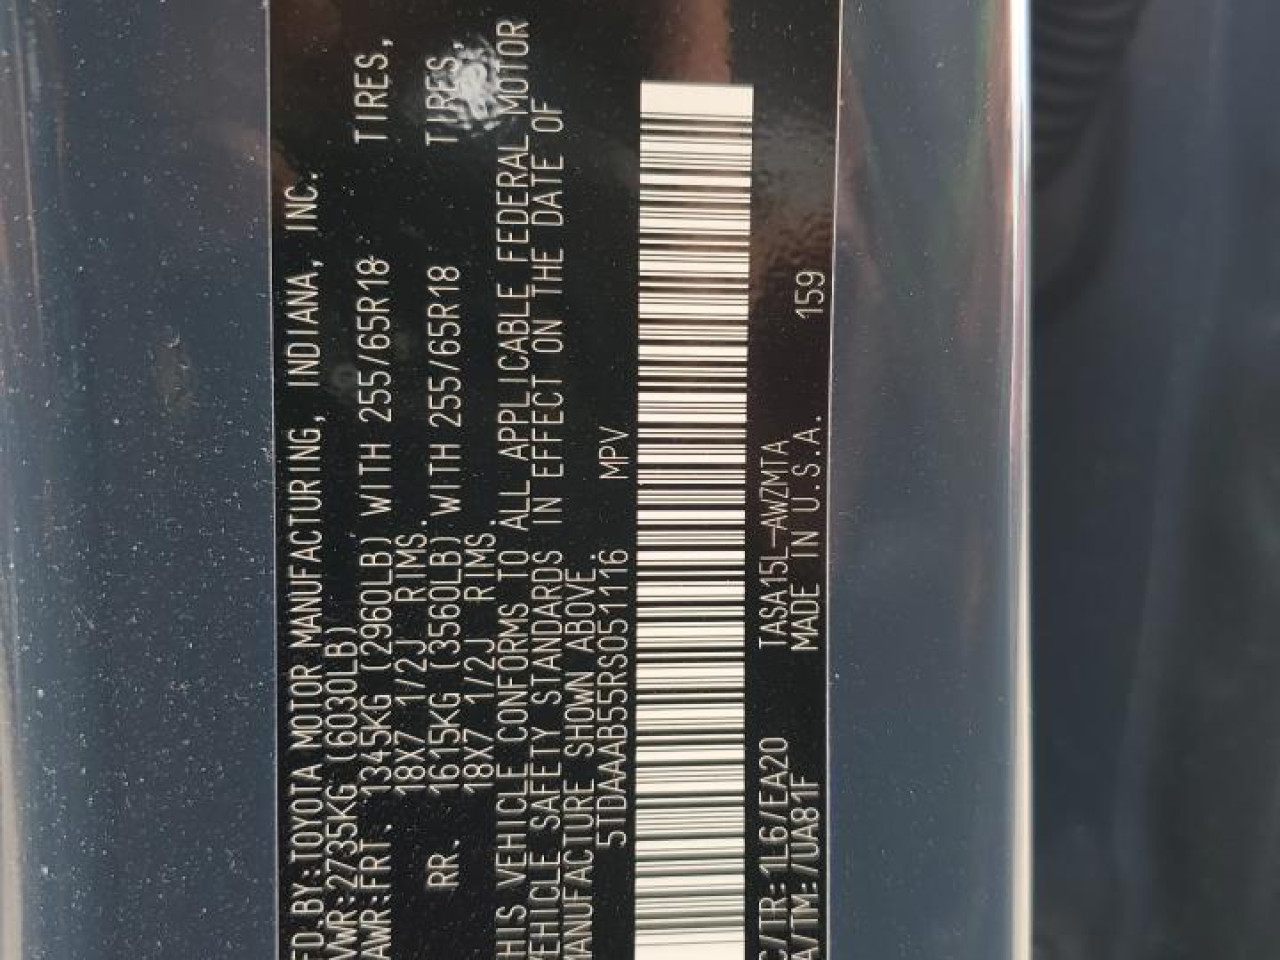 FD.BY:TOYOTA MOTOR MANUFACTURING, INDIANA, INC.
VWR:2735KG (6030LB)
AWR:FRT. 1345KG (2960LB) WITH 255/65R18 TIRES,
18X7 1/2J RIMS.
RR. 1615KG (3560LB) WITH 255/65R18 TIRES,
18X7 1/2J RIMS.
HIS VEHICLE CONFORMS TO ALL APPLICABLE FEDERAL MOTOR
VEHICLE SAFETY STANDARDS IN EFFECT ON THE DATE OF
MANUFACTURE SHOWN ABOVE.
5TDAAAB55RS051116 MPV
C/TR:1L6/EA20 TASA15L-AWZMTA
A/TM:/UA81F MADE IN U.S.A. 159